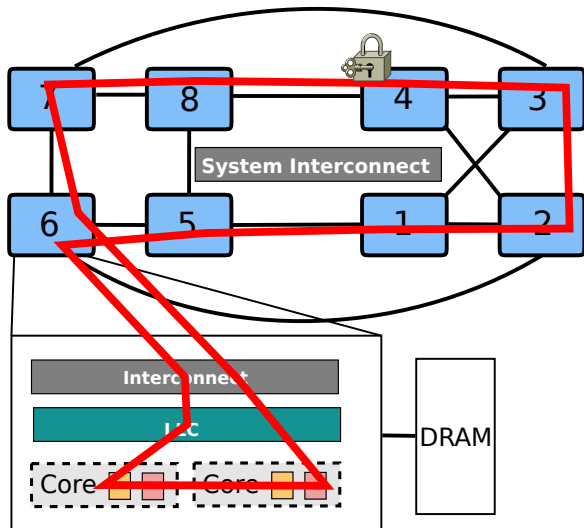 7 8 4 3
System Interconnect
6 5 1 2
Interconnect
LLC
DRAM
Core Core